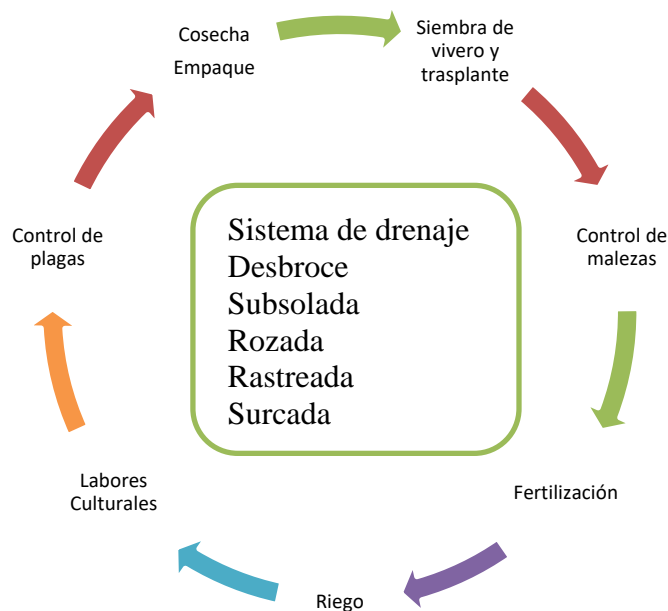 Cosecha
Empaque
Siembra de
vivero y
trasplante
Control de
malezas
Fertilización
Riego
Labores
Culturales
Control de
plagas
Sistema de drenaje
Desbroce
Subsolada
Rozada
Rastreada
Surcada